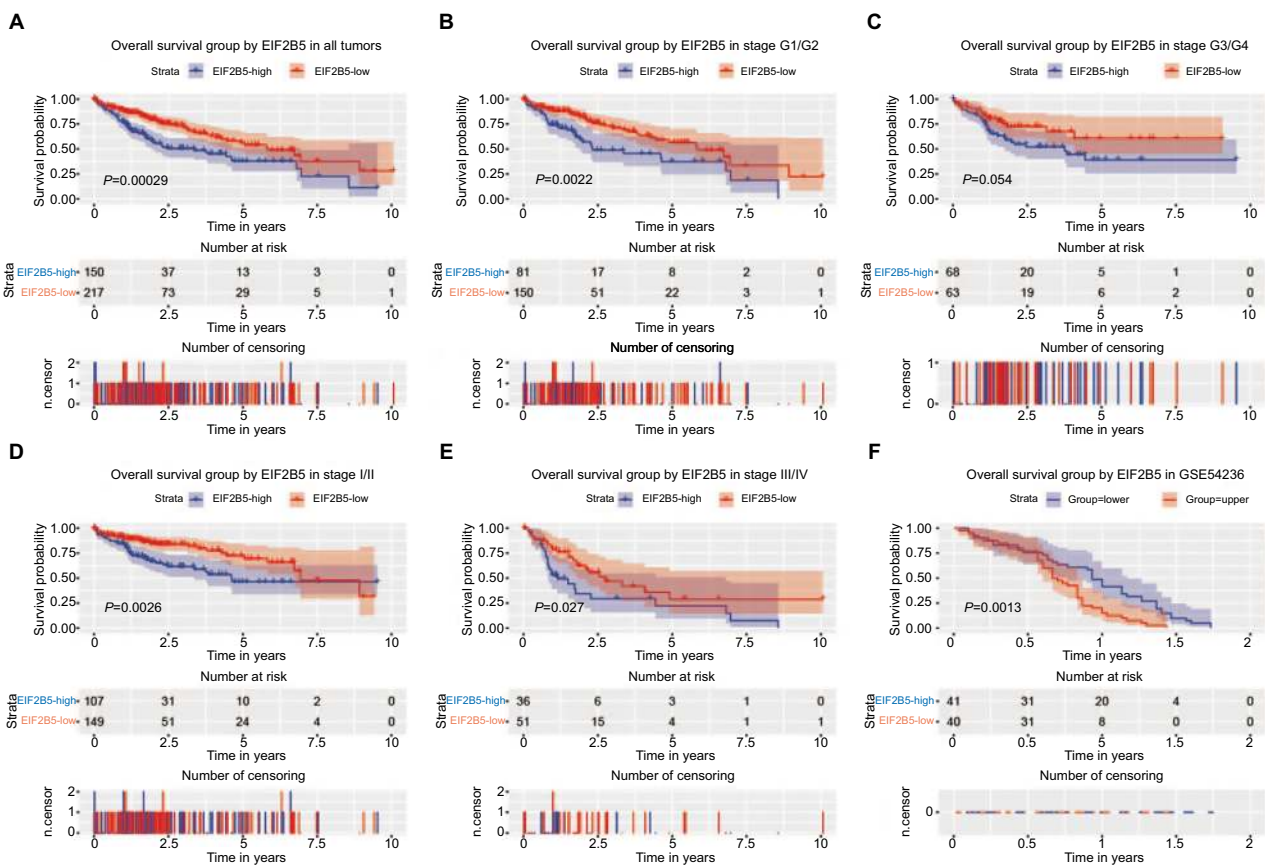 A
Overall survival group by EIF2B5 in all tumors
Strata EIF2B5-high EIF2B5-low
Survival probability
1.00
0.75
0.50
0.25
0.00
P=0.00029
0 2.5 5 7.5 10
Time in years
Number at risk
Strata
EIF2B5-high 150 37 13 3 0
EIF2B5-low 217 73 29 5 1
0 2.5 5 7.5 10
Time in years
Number of censoring
n.censor
2
1
0
0 2.5 5 7.5 10
Time in years
B
Overall survival group by EIF2B5 in stage G1/G2
Strata EIF2B5-high EIF2B5-low
Survival probability
1.00
0.75
0.50
0.25
0.00
P=0.0022
0 2.5 5 7.5 10
Time in years
Number at risk
Strata
EIF2B5-high 81 17 8 2 0
EIF2B5-low 150 51 22 3 1
0 2.5 5 7.5 10
Time in years
Number of censoring
n.censor
2
1
0
0 2.5 5 7.5 10
Time in years
C
Overall survival group by EIF2B5 in stage G3/G4
Strata EIF2B5-high EIF2B5-low
Survival probability
1.00
0.75
0.50
0.25
0.00
P=0.054
0 2.5 5 7.5 10
Time in years
Number at risk
Strata
EIF2B5-high 68 20 5 1 0
EIF2B5-low 63 19 6 2 0
0 2.5 5 7.5 10
Time in years
Number of censoring
n.censor
1
0
0 2.5 5 7.5 10
Time in years
D
Overall survival group by EIF2B5 in stage I/II
Strata EIF2B5-high EIF2B5-low
Survival probability
1.00
0.75
0.50
0.25
0.00
P=0.0026
0 2.5 5 7.5 10
Time in years
Number at risk
Strata
EIF2B5-high 107 31 10 2 0
EIF2B5-low 149 51 24 4 0
0 2.5 5 7.5 10
Time in years
Number of censoring
n.censor
2
1
0
0 2.5 5 7.5 10
Time in years
E
Overall survival group by EIF2B5 in stage III/IV
Strata EIF2B5-high EIF2B5-low
Survival probability
1.00
0.75
0.50
0.25
0.00
P=0.027
0 2.5 5 7.5 10
Time in years
Number at risk
Strata
EIF2B5-high 36 6 3 1 0
EIF2B5-low 51 15 4 1 1
0 2.5 5 7.5 10
Time in years
Number of censoring
n.censor
2
1
0
0 2.5 5 7.5 10
Time in years
F
Overall survival group by EIF2B5 in GSE54236
Strata Group=lower Group=upper
Survival probability
1.00
0.75
0.50
0.25
0.00
P=0.0013
0 0.5 1 1.5 2
Time in years
Number at risk
Strata
EIF2B5-high 41 31 20 4 0
EIF2B5-low 40 31 8 0 0
0 0.5 5 1.5 2
Time in years
Number of censoring
n.censor
0
0 0.5 1 1.5 2
Time in years